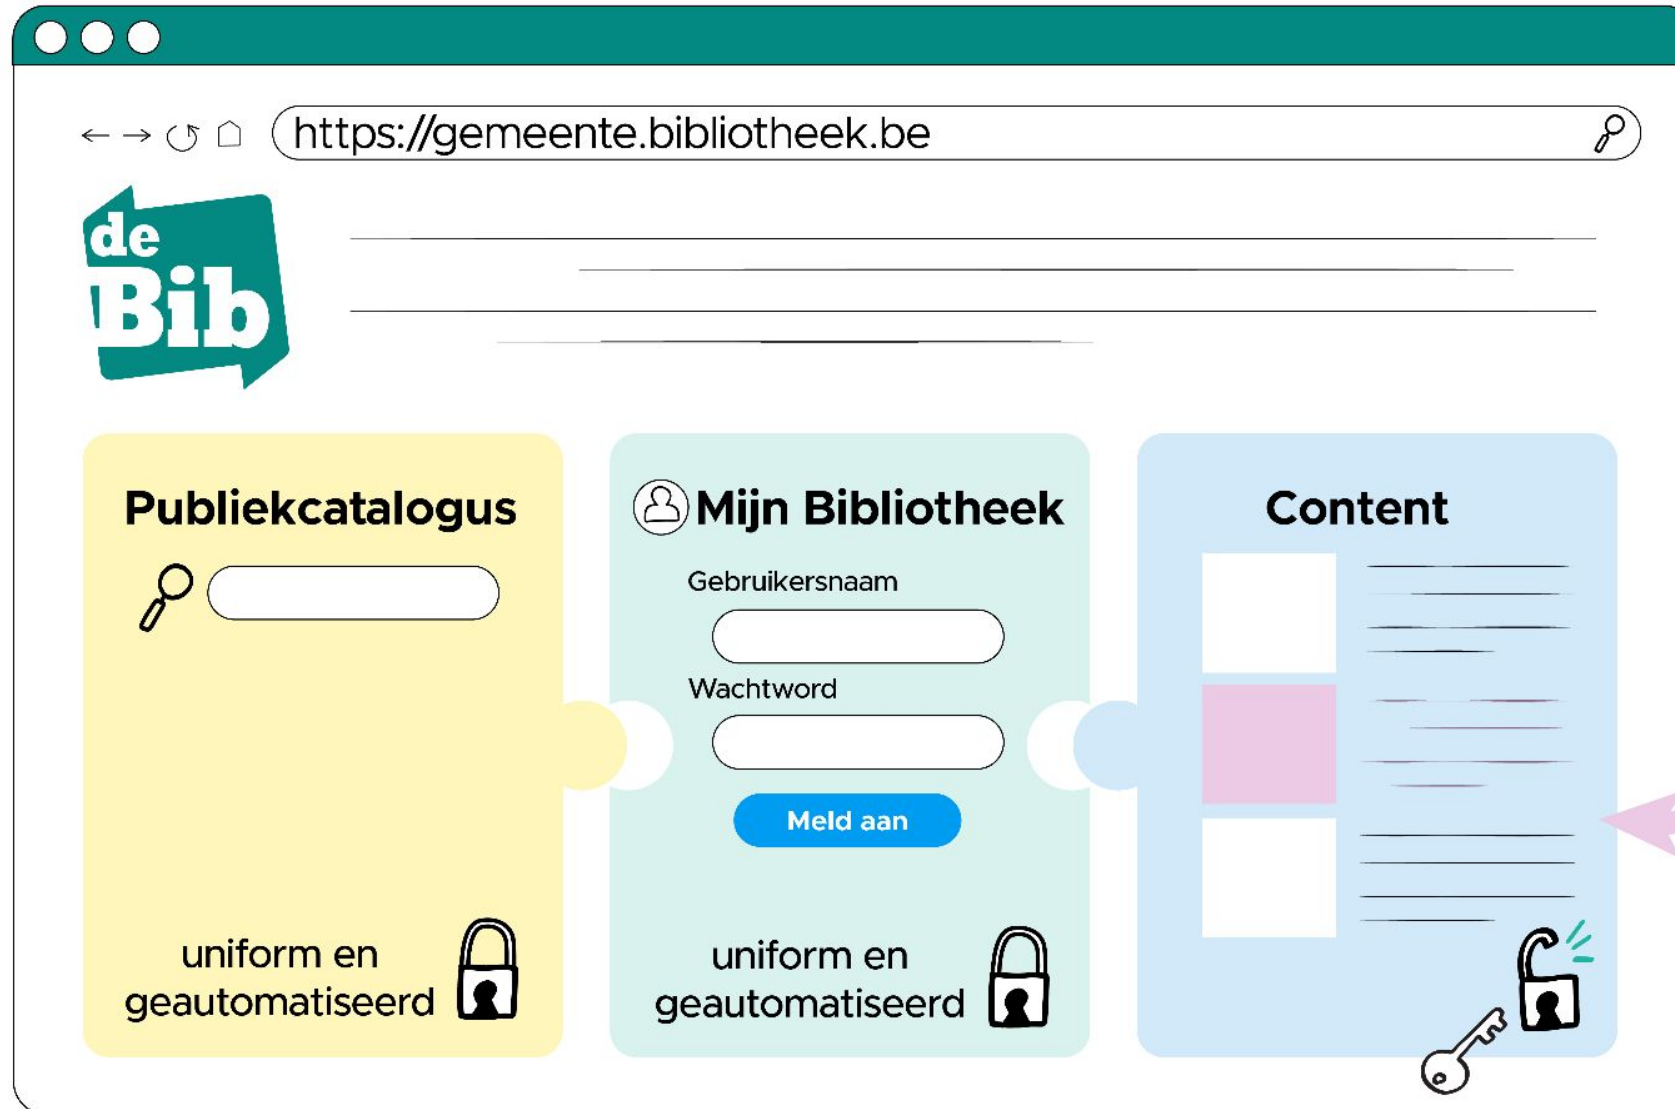 https://gemeente.bibliotheek.be
de
Bib
Publiekcatalogus
uniform en
geautomatiseerd
Mijn Bibliotheek
Gebruikersnaam
Wachtword
Meld aan
uniform en
geautomatiseerd
Content